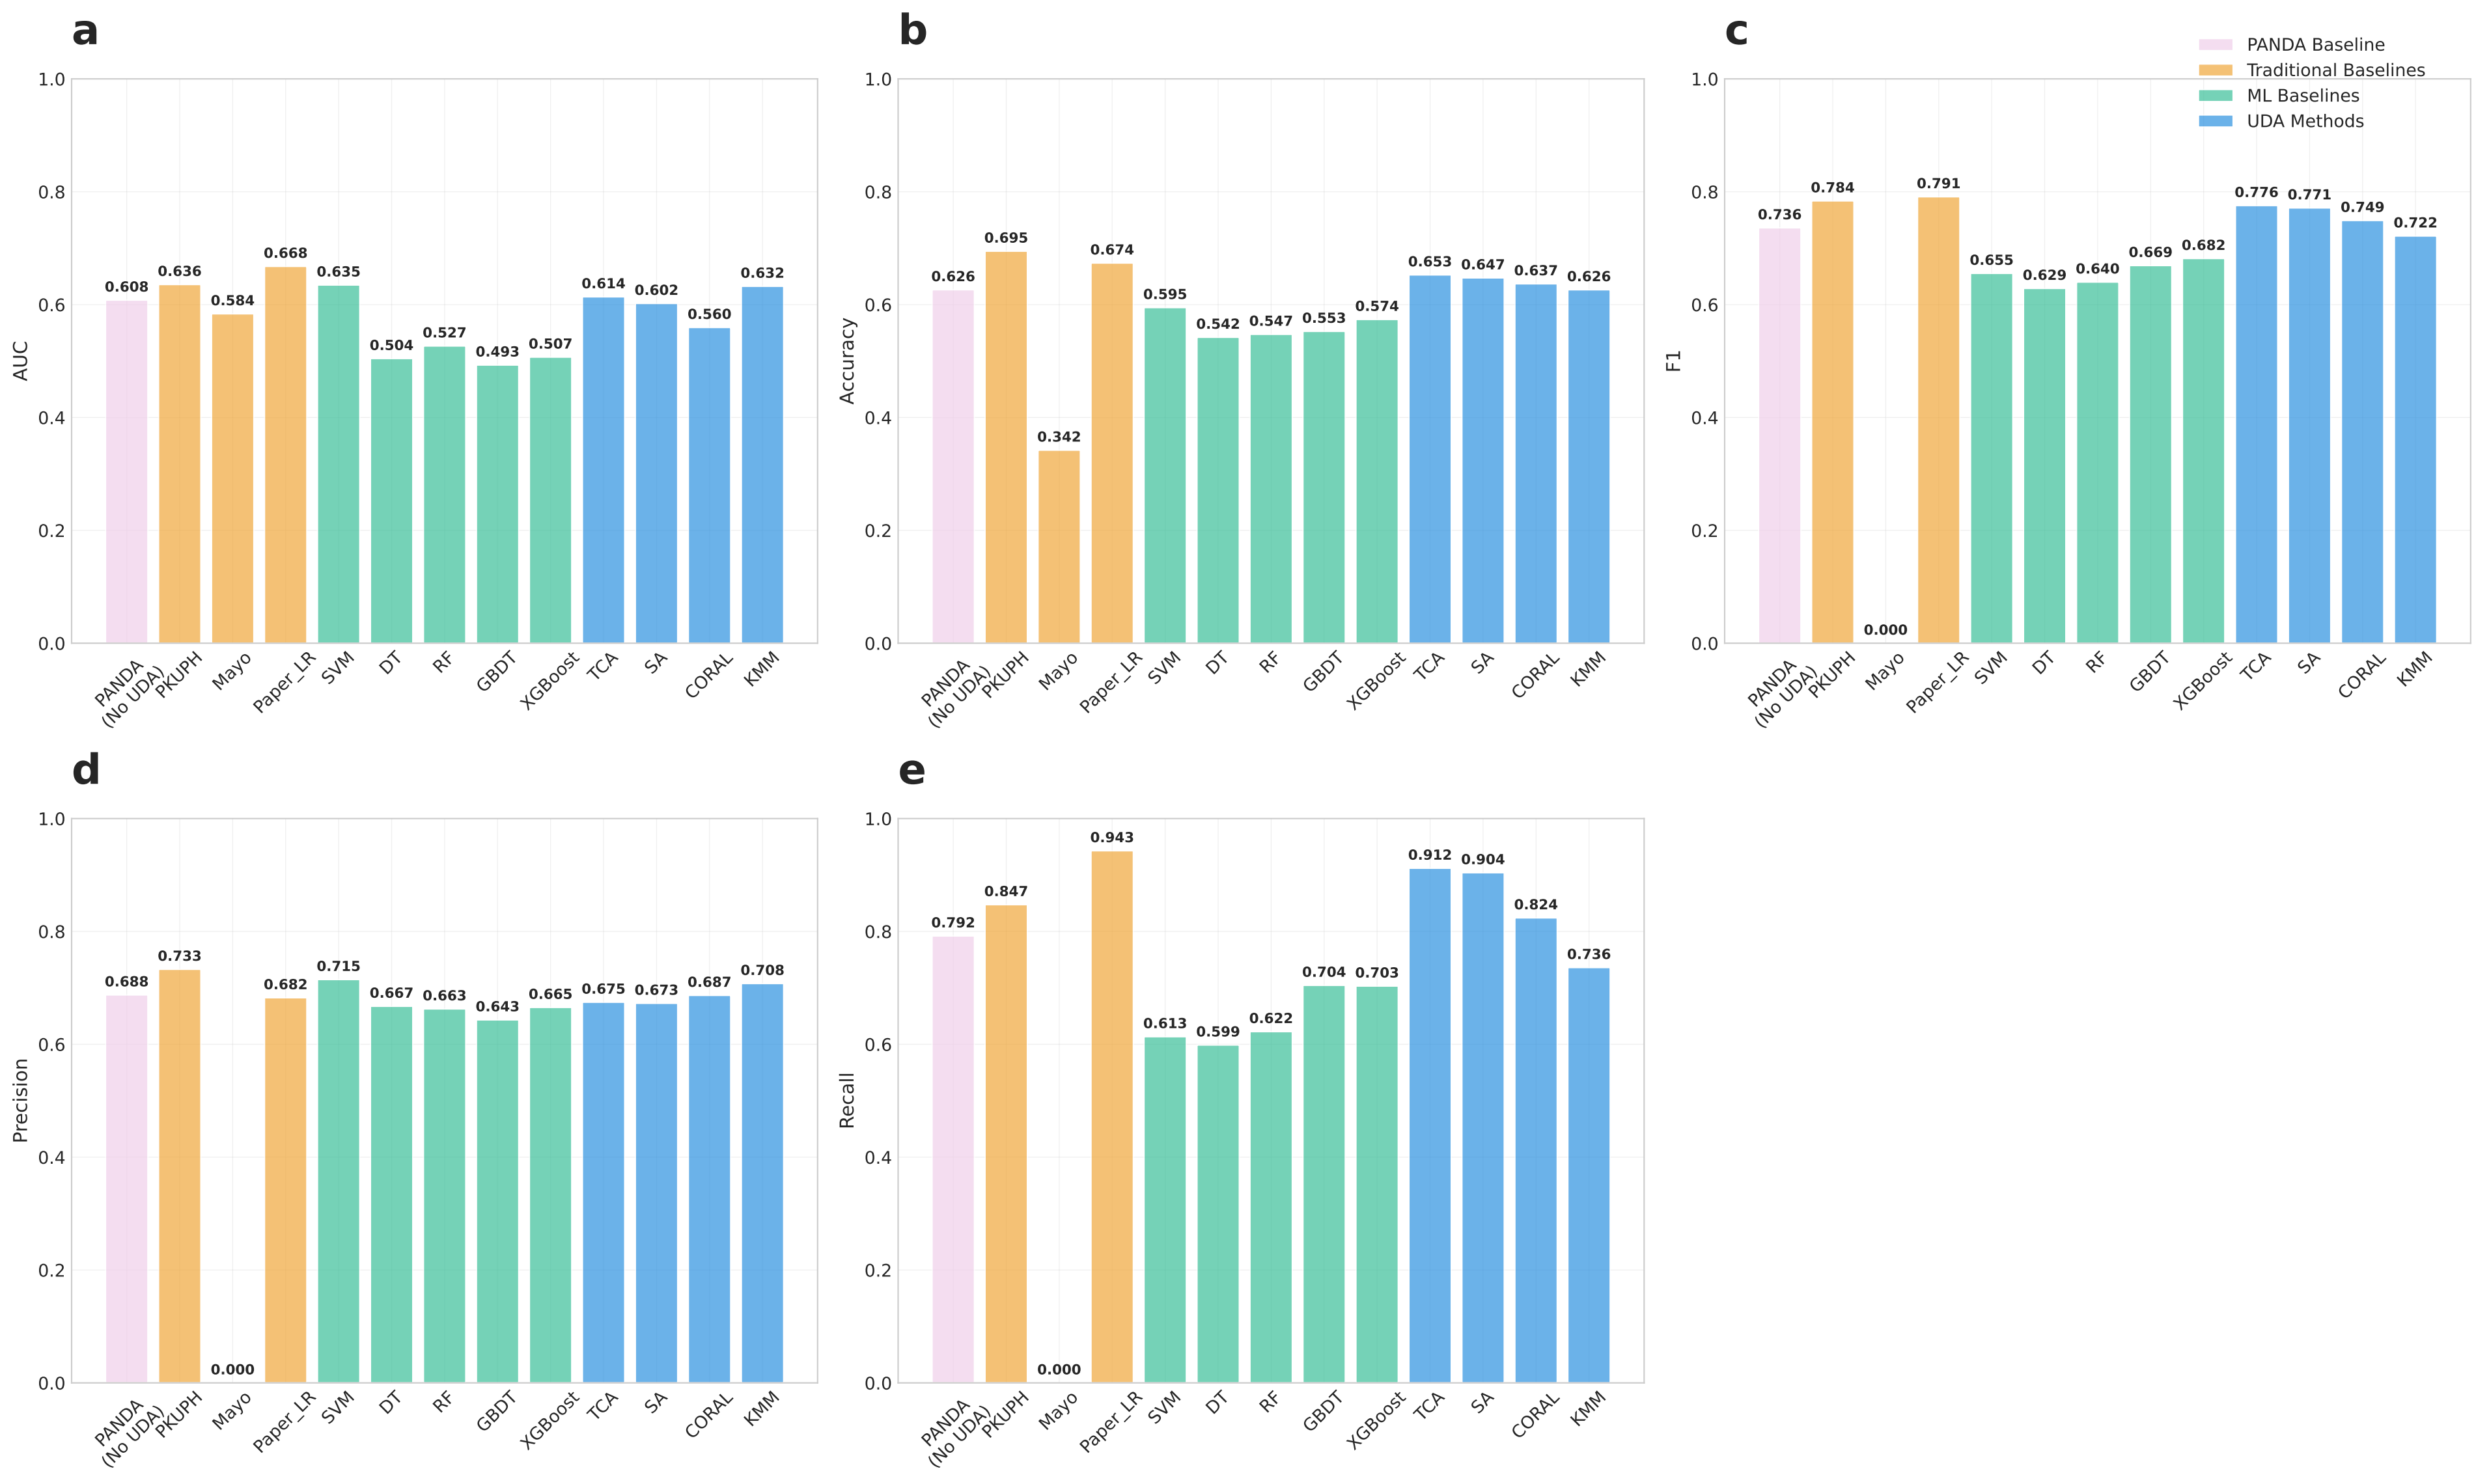 a
1.0
0.8
0.6
0.4
0.2
0.0
AUC
0.608
0.636
0.584
0.668
0.635
0.504
0.527
0.493
0.507
0.614
0.602
0.560
0.632
PANDA
(No UDA)
PKUPH
Mayo
Paper_LR
SVM
DT
RF
GBDT
XGBoost
TCA
SA
CORAL
KMM
b
1.0
0.8
0.6
0.4
0.2
0.0
Accuracy
0.626
0.695
0.342
0.674
0.595
0.542
0.547
0.553
0.574
0.653
0.647
0.637
0.626
PANDA
(No UDA)
PKUPH
Mayo
Paper_LR
SVM
DT
RF
GBDT
XGBoost
TCA
SA
CORAL
KMM
c
PANDA Baseline
Traditional Baselines
ML Baselines
UDA Methods
1.0
0.8
0.6
0.4
0.2
0.0
F1
0.736
0.784
0.000
0.791
0.655
0.629
0.640
0.669
0.682
0.776
0.771
0.749
0.722
PANDA
(No UDA)
PKUPH
Mayo
Paper_LR
SVM
DT
RF
GBDT
XGBoost
TCA
SA
CORAL
KMM
d
1.0
0.8
0.6
0.4
0.2
0.0
Precision
0.688
0.733
0.000
0.682
0.715
0.667
0.663
0.643
0.665
0.675
0.673
0.687
0.708
PANDA
(No UDA)
PKUPH
Mayo
Paper_LR
SVM
DT
RF
GBDT
XGBoost
TCA
SA
CORAL
KMM
e
1.0
0.8
0.6
0.4
0.2
0.0
Recall
0.792
0.847
0.000
0.943
0.613
0.599
0.622
0.704
0.703
0.912
0.904
0.824
0.736
PANDA
(No UDA)
PKUPH
Mayo
Paper_LR
SVM
DT
RF
GBDT
XGBoost
TCA
SA
CORAL
KMM